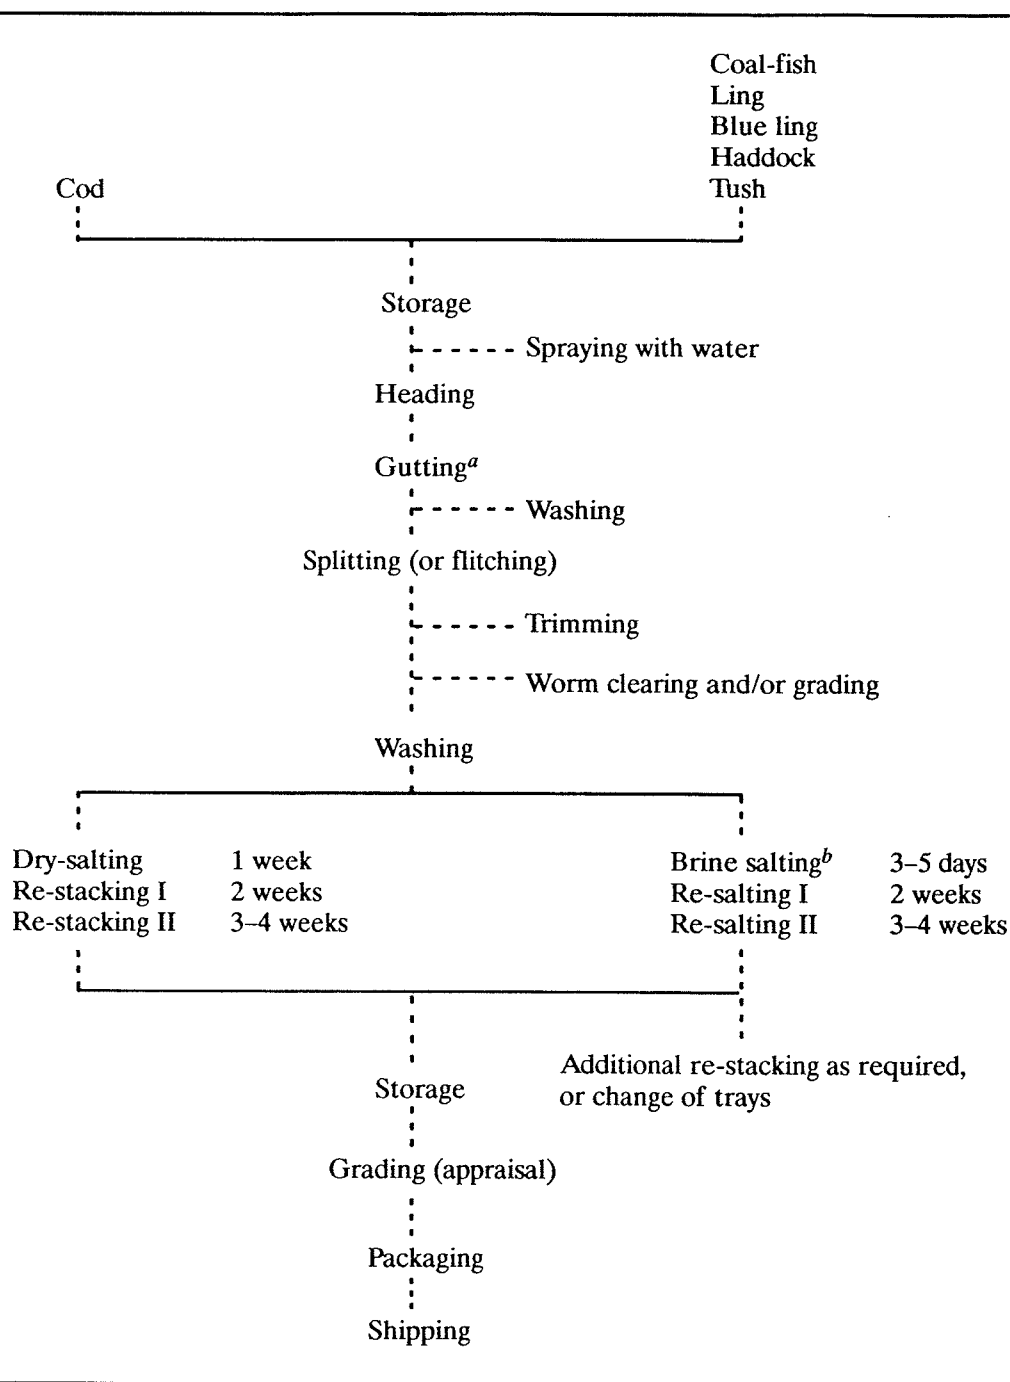 Coal-fish
Ling
Blue ling
Haddock
Cod
Tush
Storage
Spraying with water
Heading
Gutting^a
Washing
Splitting (or flitching)
Trimming
Worm clearing and/or grading
Washing
Dry-salting 1 week
Re-stacking I 2 weeks
Re-stacking II 3–4 weeks
Brine salting^b 3–5 days
Re-salting I 2 weeks
Re-salting II 3–4 weeks
Additional re-stacking as required,
or change of trays
Storage
Grading (appraisal)
Packaging
Shipping